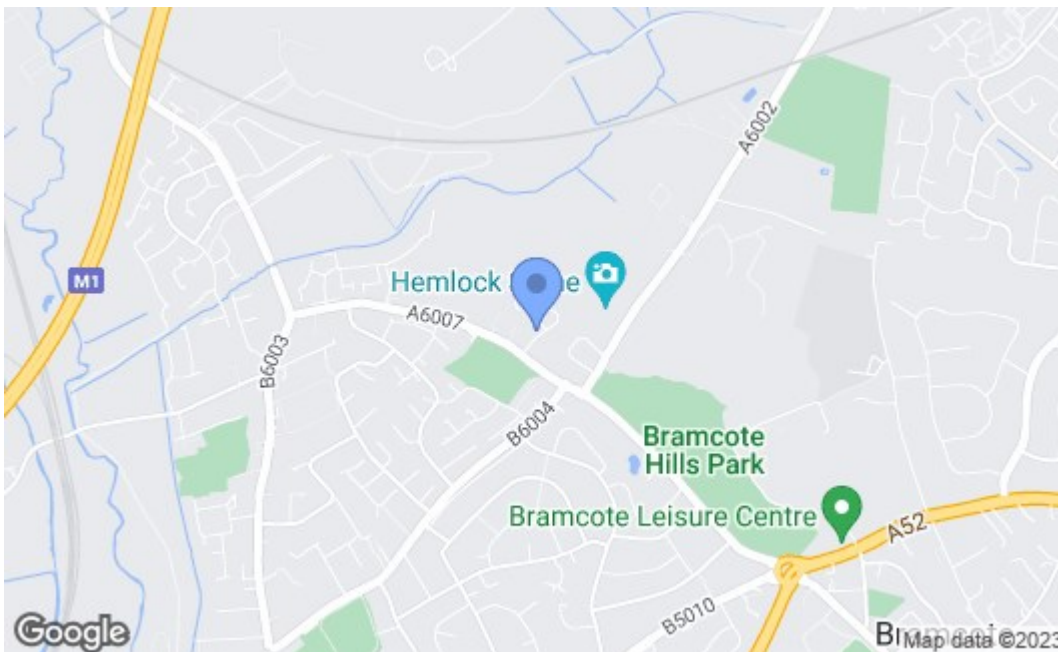 A6002
M1
Hemlock
A6007
B6003
B6004
Bramcote
Hills Park
Bramcote Leisure Centre
A52
B5010
Google
Map data ©2023